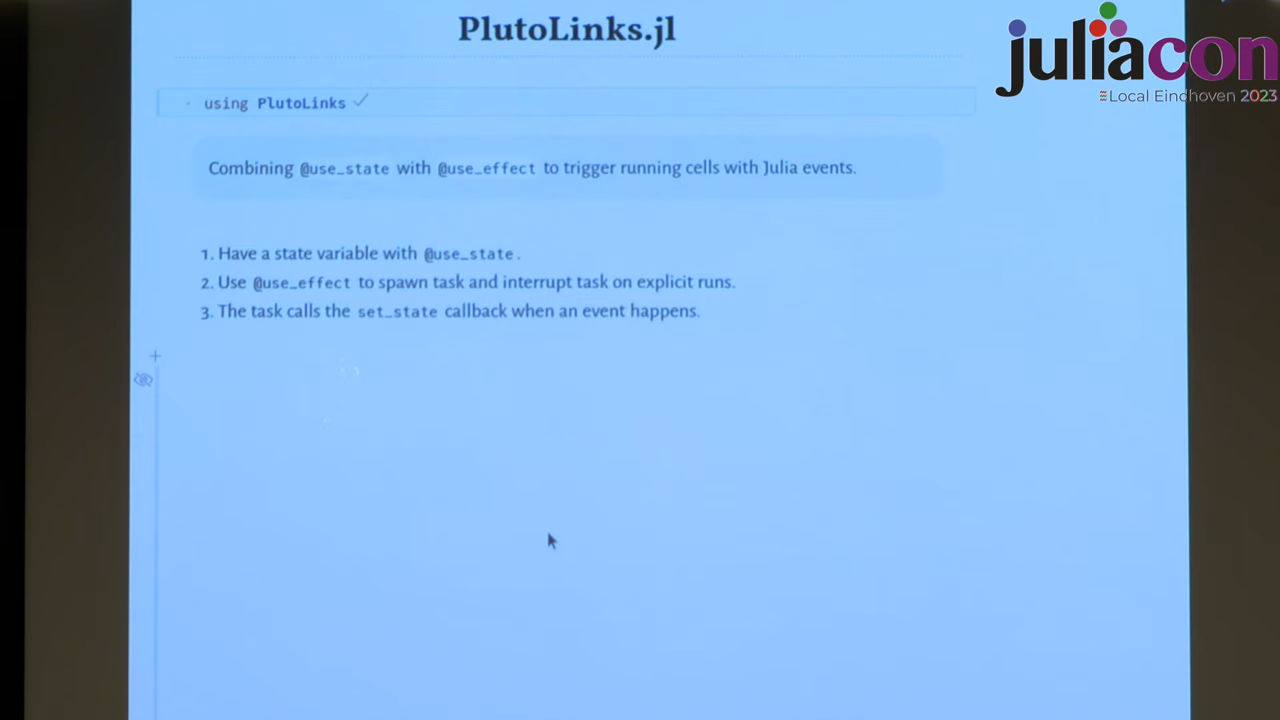 PlutoLinks.jl
juliacon
Local Eindhoven 2023
using PlutoLinks
Combining @use_state with @use_effect to trigger running cells with Julia events.
1. Have a state variable with @use_state.
2. Use @use_effect to spawn task and interrupt task on explicit runs.
3. The task calls the set_state callback when an event happens.